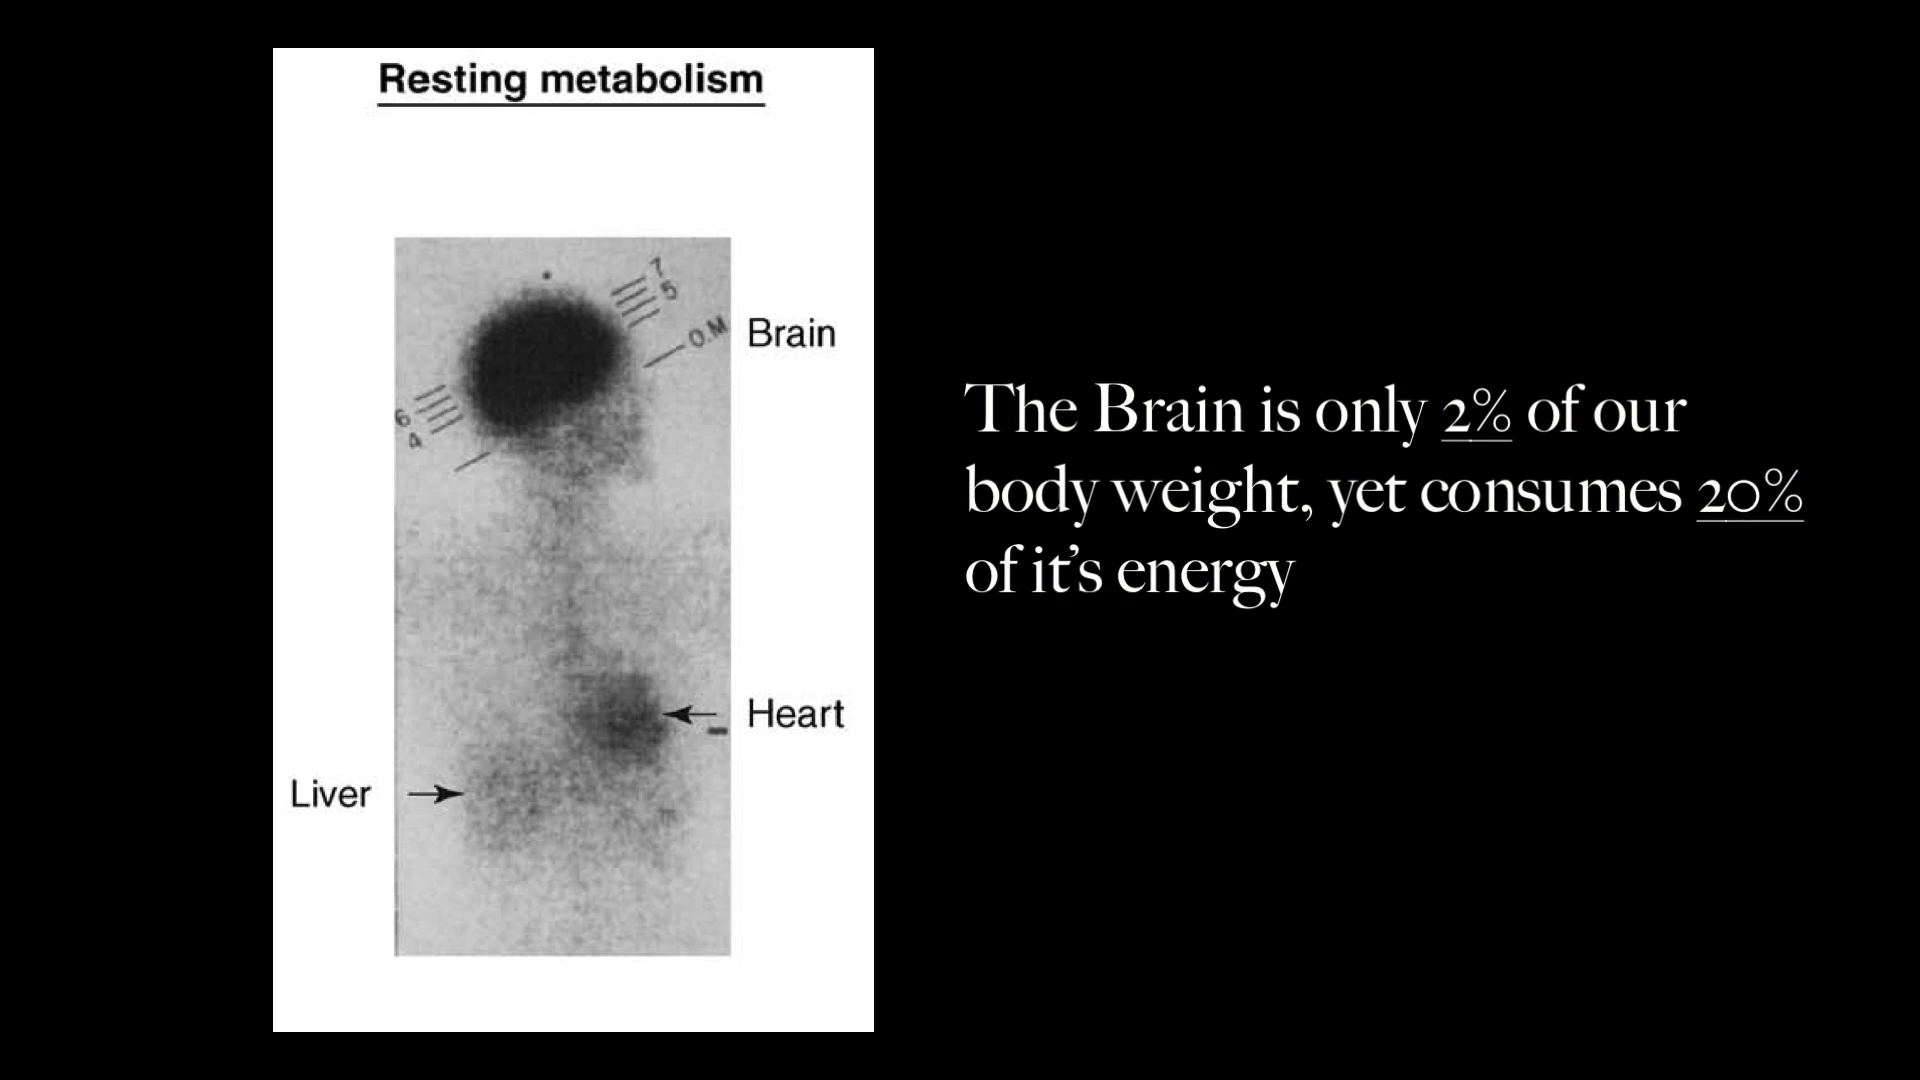 Resting metabolism
7
5
O.M
Brain
6
4
Heart
Liver
The Brain is only 2% of our
body weight, yet consumes 20%
of it’s energy